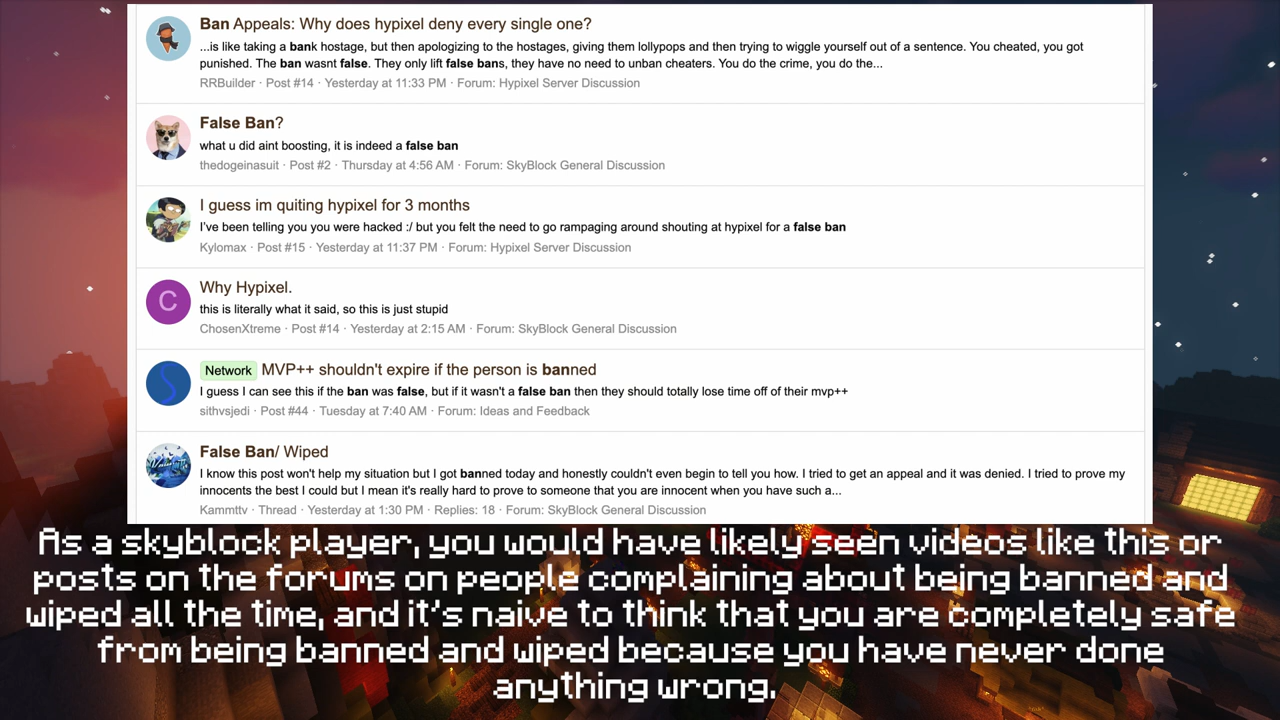 Ban Appeals: Why does hypixel deny every single one?
...is like taking a bank hostage, but then apologizing to the hostages, giving them lollypops and then trying to wiggle yourself out of a sentence. You cheated, you got
punished. The ban wasnt false. They only lift false bans, they have no need to unban cheaters. You do the crime, you do the...
RRBuilder · Post #14 · Yesterday at 11:33 PM · Forum: Hypixel Server Discussion
False Ban?
what u did aint boosting, it is indeed a false ban
thedogeinasuit · Post #2 · Thursday at 4:56 AM · Forum: SkyBlock General Discussion
I guess im quiting hypixel for 3 months
I've been telling you you were hacked :/ but you felt the need to go rampaging around shouting at hypixel for a false ban
Kylomax · Post #15 · Yesterday at 11:37 PM · Forum: Hypixel Server Discussion
C
Why Hypixel.
this is literally what it said, so this is just stupid
ChosenXtreme · Post #14 · Yesterday at 2:15 AM · Forum: SkyBlock General Discussion
S
Network MVP++ shouldn't expire if the person is banned
I guess I can see this if the ban was false, but if it wasn't a false ban then they should totally lose time off of their mvp++
sithvsjedi · Post #44 · Tuesday at 7:40 AM · Forum: Ideas and Feedback
False Ban/ Wiped
I know this post won't help my situation but I got banned today and honestly couldn't even begin to tell you how. I tried to get an appeal and it was denied. I tried to prove my
innocents the best I could but I mean it's really hard to prove to someone that you are innocent when you have such a...
Kammttv · Thread · Yesterday at 1:30 PM · Replies: 18 · Forum: SkyBlock General Discussion
As a skyblock player, you would have likely seen videos like this or
posts on the forums on people complaining about being banned and
wiped all the time, and it's naive to think that you are completely safe
from being banned and wiped because you have never done
anything wrong.